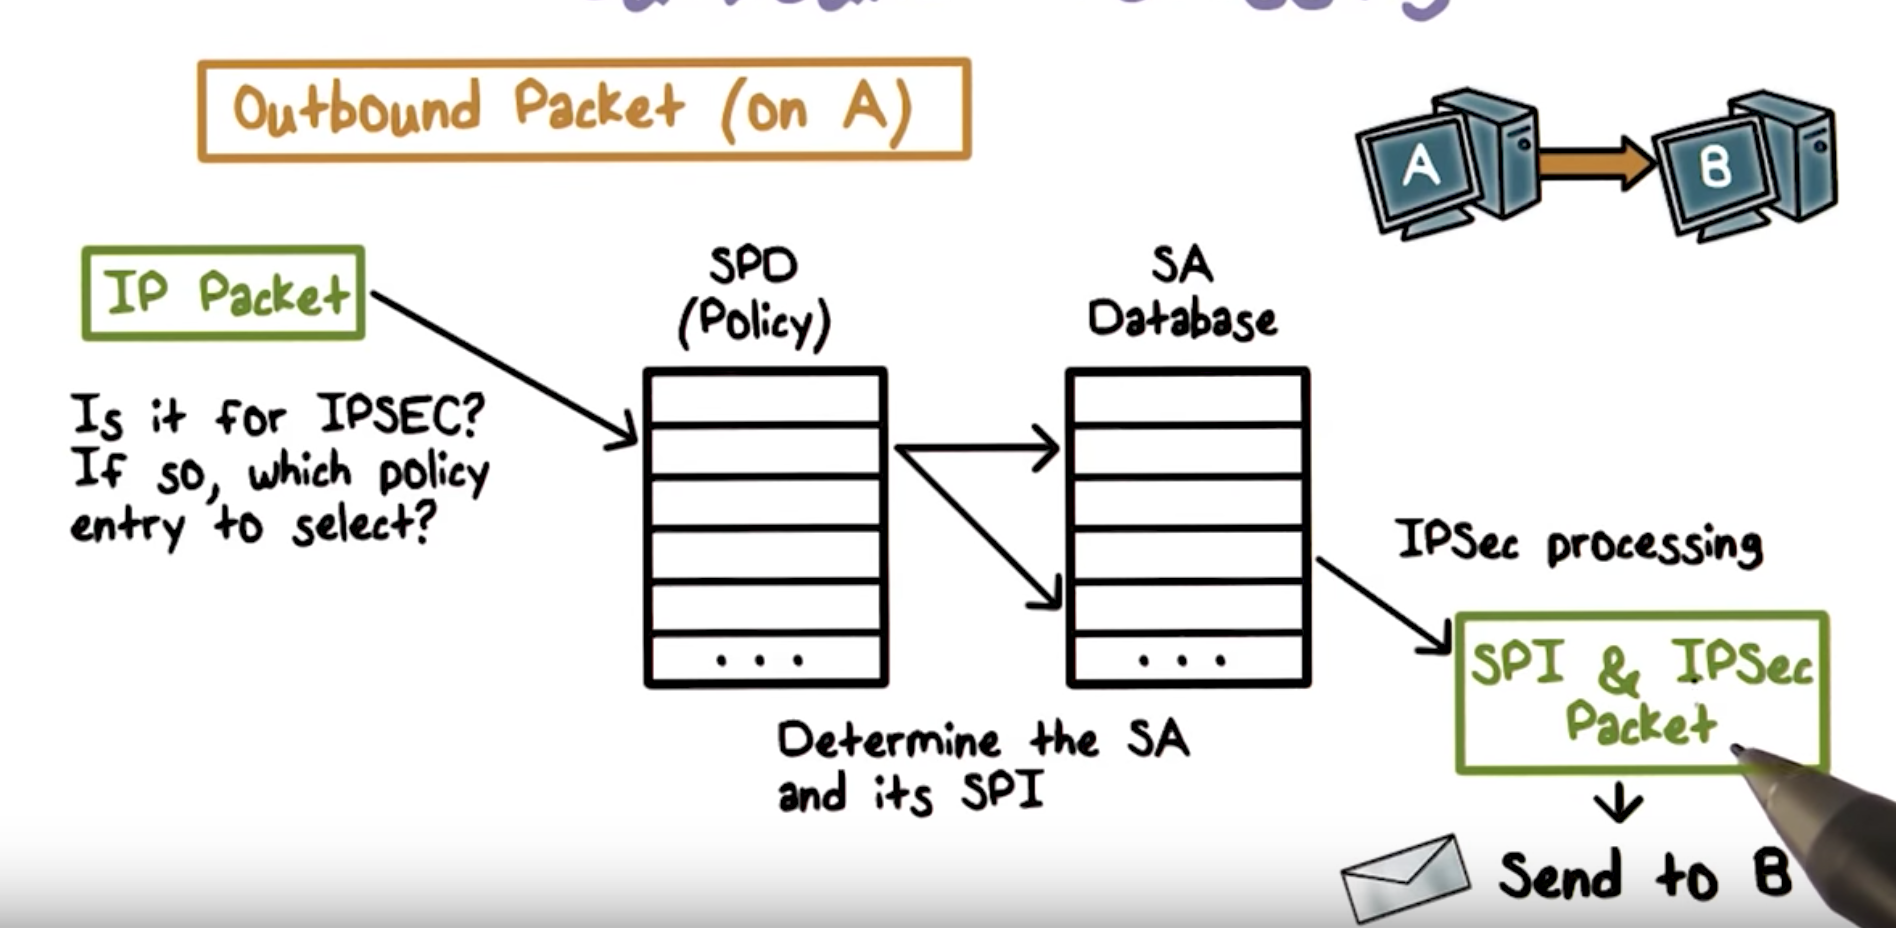 Outbound Packet (on A)
A
B
IP Packet
SPD
(Policy)
SA
Database
Is it for IPSEC?
If so, which policy
entry to select?
. . .
. . .
IPSec processing
SPI & IPSec
Packet
Determine the SA
and its SPI
Send to B